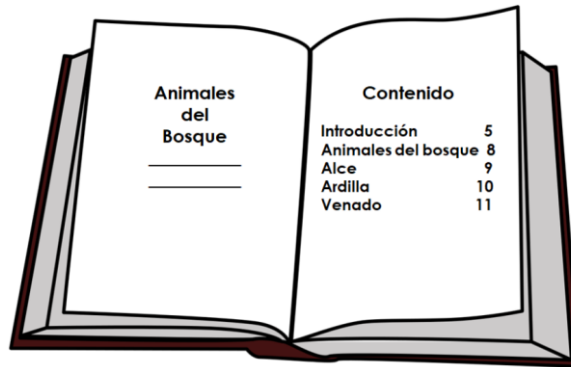 Animales
del
Bosque
Contenido
Introducción 5
Animales del bosque 8
Alce 9
Ardilla 10
Venado 11